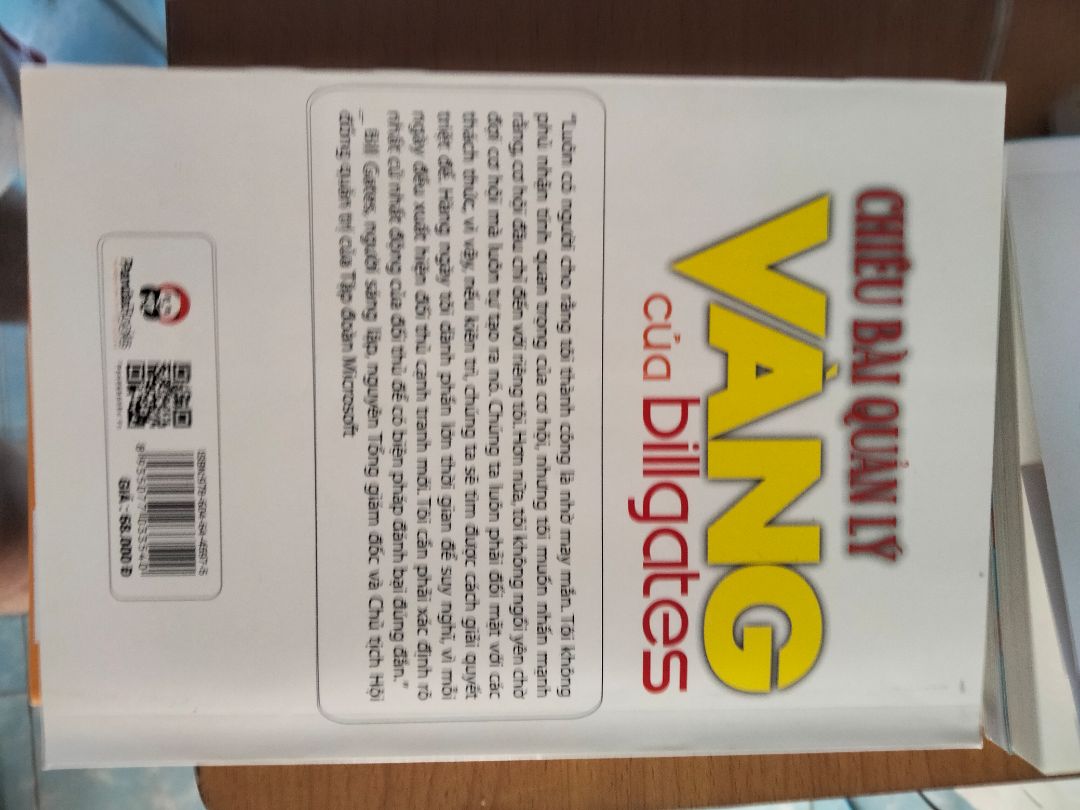 CHIÊU BÀI QUẢN LÝ
VÀNG
của billgates
"Luôn có người cho rằng tôi thành công là nhờ may mắn. Tôi không
phủ nhận tính quan trọng của cơ hội, nhưng tôi muốn nhấn mạnh
rằng, cơ hội đâu chỉ đến với riêng tôi. Hơn nữa, tôi không ngồi yên chờ
đợi cơ hội mà luôn tự tạo ra nó. Chúng ta luôn phải đối mặt với các
thách thức, vì vậy, nếu kiên trì, chúng ta sẽ tìm được cách giải quyết
triệt để. Hàng ngày tôi dành phần lớn thời gian để suy nghĩ, vì mỗi
ngày đều xuất hiện đối thủ cạnh tranh mới. Tôi cần phải xác định rõ
nhất cử nhất động của đối thủ để có biện pháp đánh bại đúng đắn."
_ Bill Gates, người sáng lập, nguyên Tổng giám đốc và Chủ tịch Hội
đồng quản trị của Tập đoàn Microsoft
PandaBooks
GIÁ : 68.000 Đ